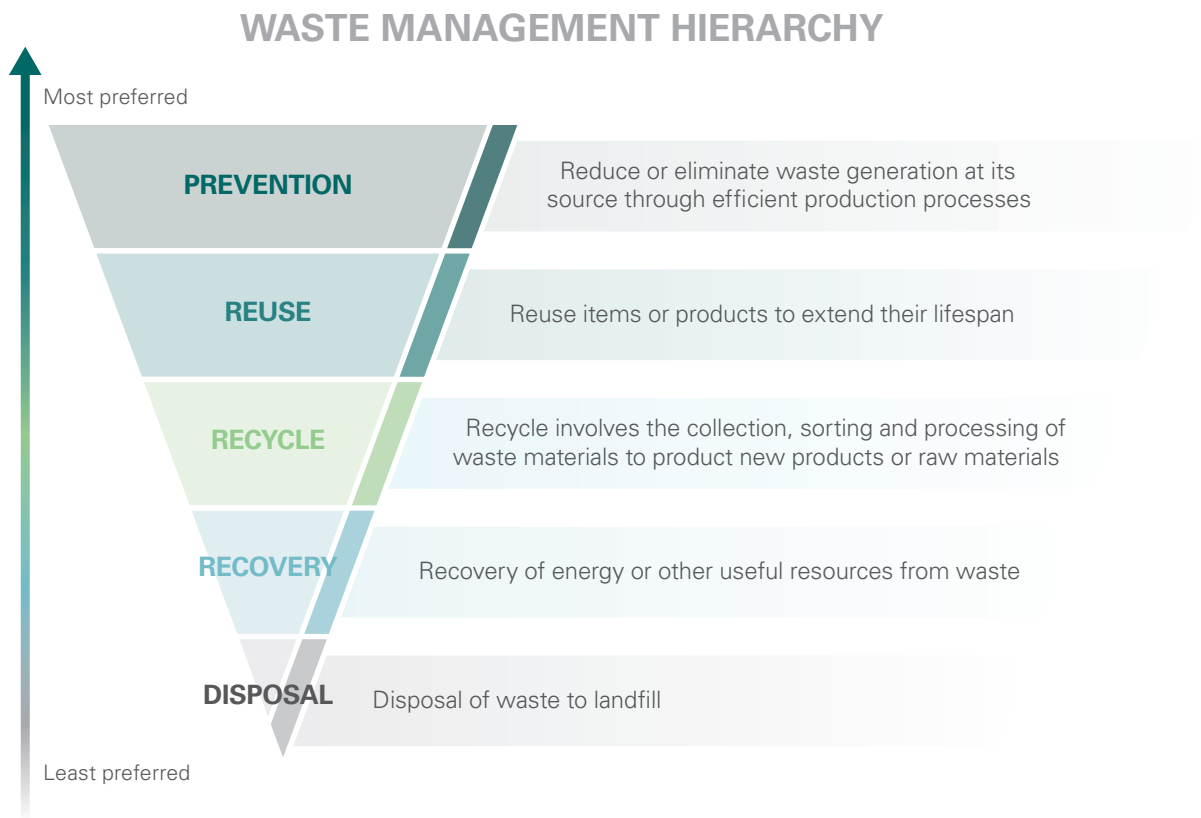 WASTE MANAGEMENT HIERARCHY
Most preferred
PREVENTION
Reduce or eliminate waste generation at its
source through efficient production processes
REUSE
Reuse items or products to extend their lifespan
RECYCLE
Recycle involves the collection, sorting and processing of
waste materials to product new products or raw materials
RECOVERY
Recovery of energy or other useful resources from waste
DISPOSAL
Disposal of waste to landfill
Least preferred